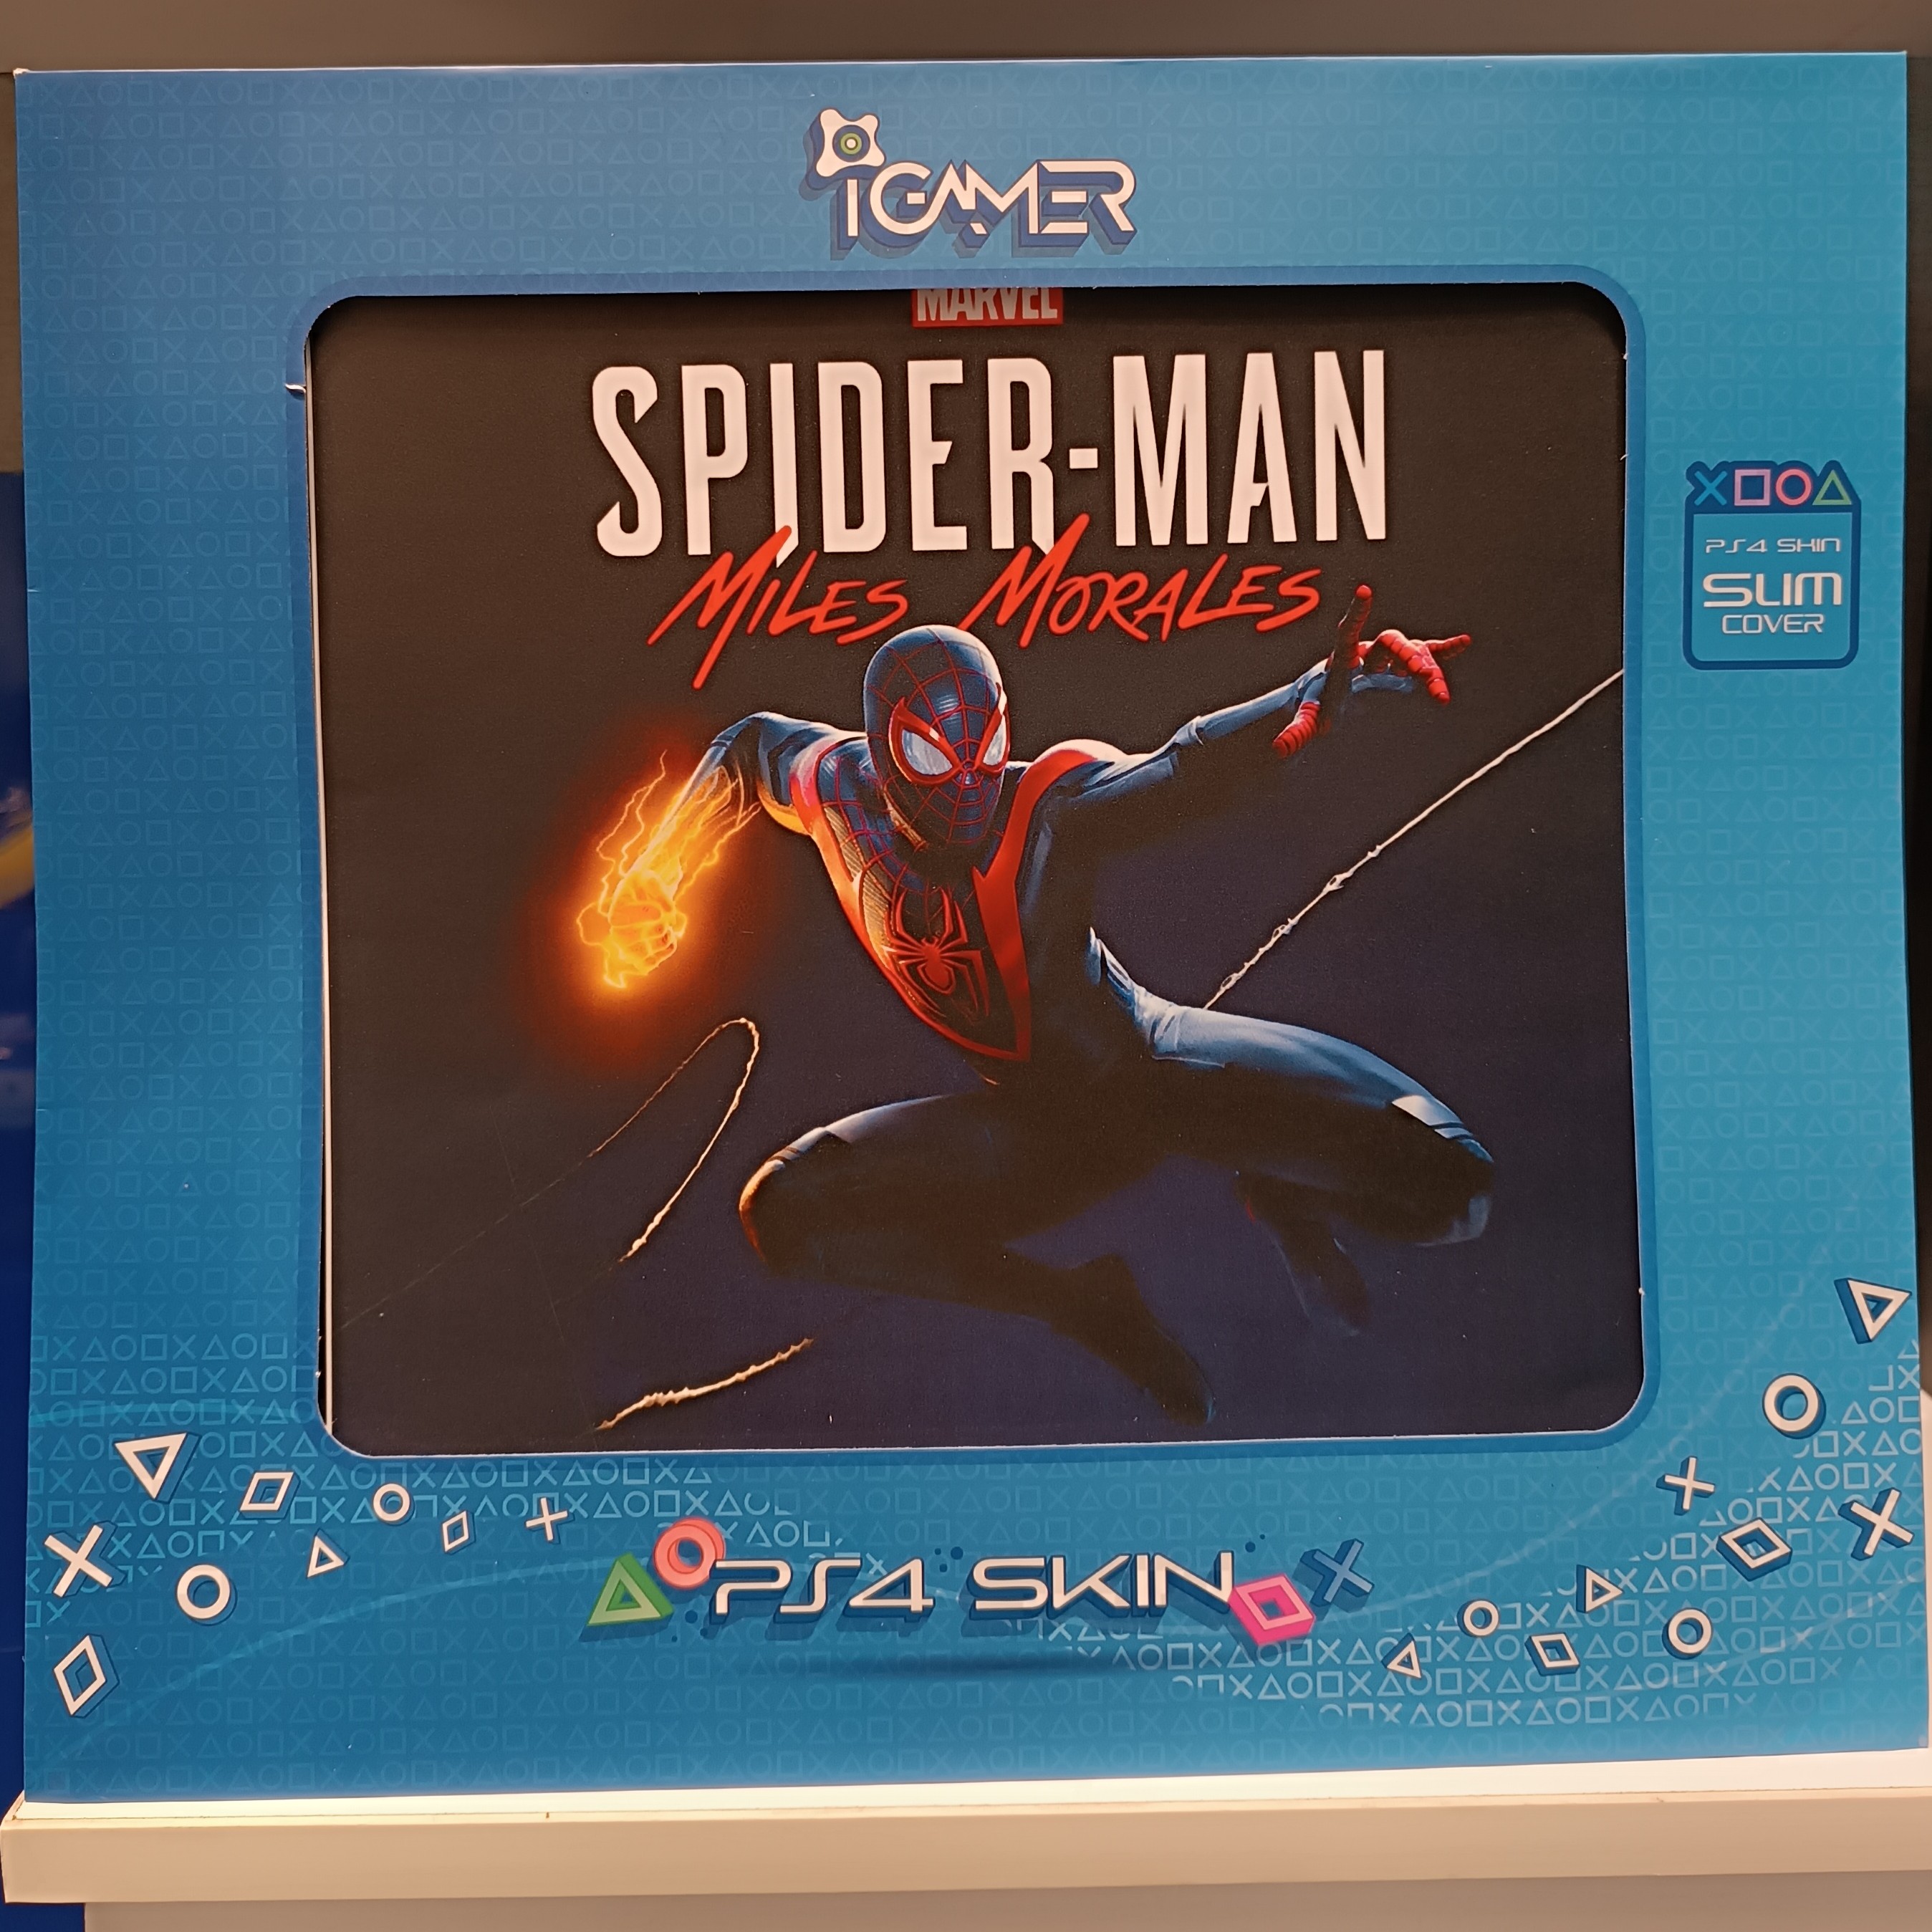 iGAMER
MARVEL
SPIDER-MAN
MILES MORALES
PS4 SKIN
SLIM
COVER
PS4 SKIN